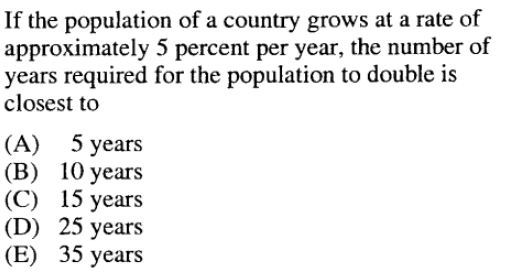 If the population of a country grows at a rate of
approximately 5 percent per year, the number of
years required for the population to double is
closest to
(A) 5 years
(B) 10 years
(C) 15 years
(D) 25 years
(E) 35 years